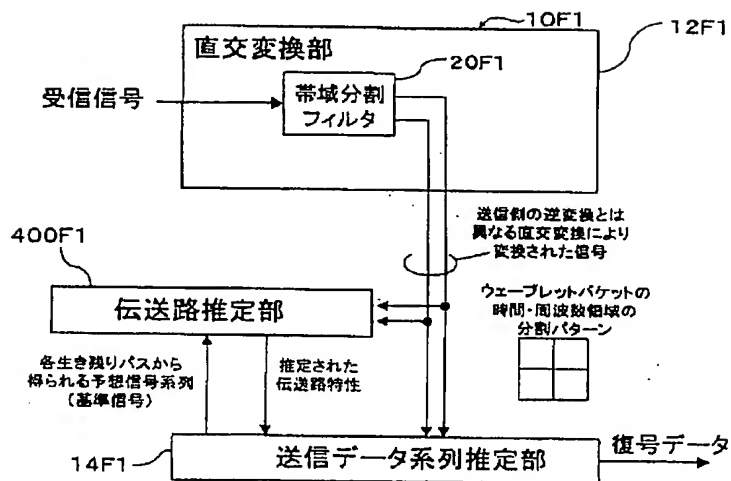 10F1
12F1
直交変換部
20F1
受信信号
帯域分割
フィルタ
送信側の逆変換とは
異なる直交変換により
変換された信号
400F1
伝送路推定部
ウェーブレットパケットの
時間・周波数領域の
分割パターン
各生き残りパスから
得られる予想信号系列
(基準信号)
推定された
伝送路特性
14F1
送信データ系列推定部
復号データ